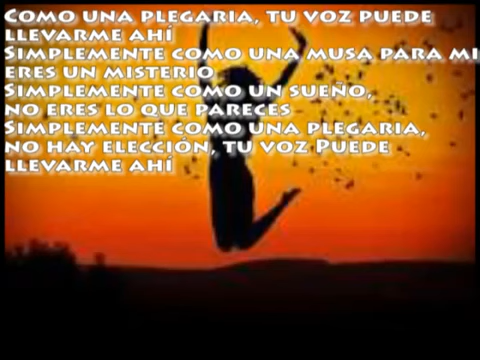 Como una plegaria, tu voz puede
llevarme ahí
Simplemente como una musa para mi
eres un misterio
Simplemente como un sueño,
no eres lo que pareces
Simplemente como una plegaria,
no hay elección, tu voz Puede
llevarme ahí